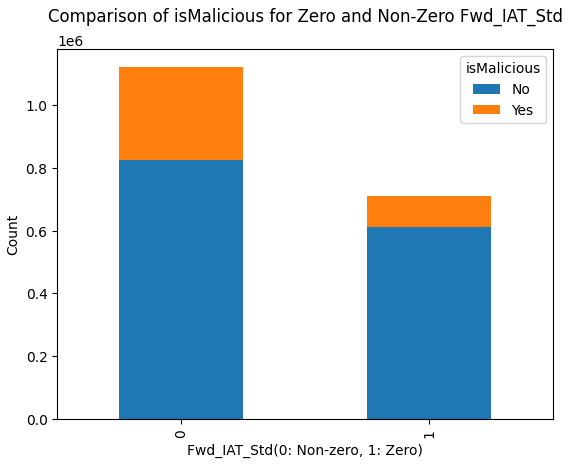 Comparison of isMalicious for Zero and Non-Zero Fwd_IAT_Std
1e6
isMalicious
No
Yes
1.0
0.8
0.6
0.4
0.2
0.0
Count
0
1
Fwd_IAT_Std(0: Non-zero, 1: Zero)